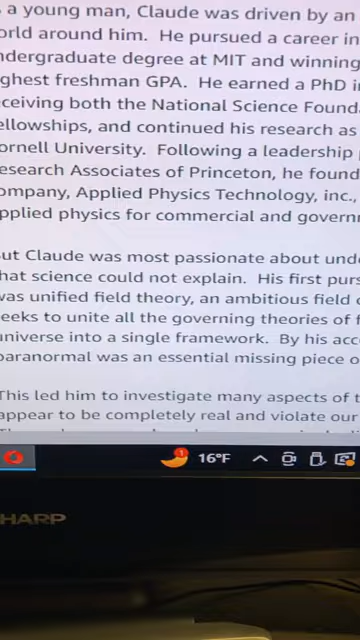 a young man, Claude was driven by an
world around him. He pursued a career in
undergraduate degree at MIT and winning
ghest freshman GPA. He earned a PhD i
ceiving both the National Science Found
ellowships, and continued his research as
ornell University. Following a leadership
esearch Associates of Princeton, he found
ompany, Applied Physics Technology, inc.,
pplied physics for commercial and govern
ut Claude was most passionate about und
hat science could not explain. His first purs
was unified field theory, an ambitious field
eeks to unite all the governing theories of f
universe into a single framework. By his acc
paranormal was an essential missing piece o
This led him to investigate many aspects of t
appear to be completely real and violate our
1
16°F
HARP